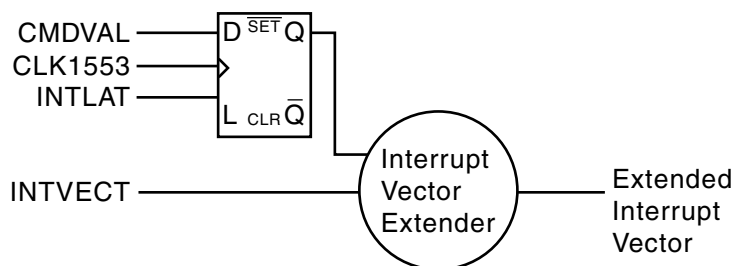 CMDVAL
CLK1553
INTLAT
D SET Q
L CLR Q
INTVECT
Interrupt
Vector
Extender
Extended
Interrupt
Vector